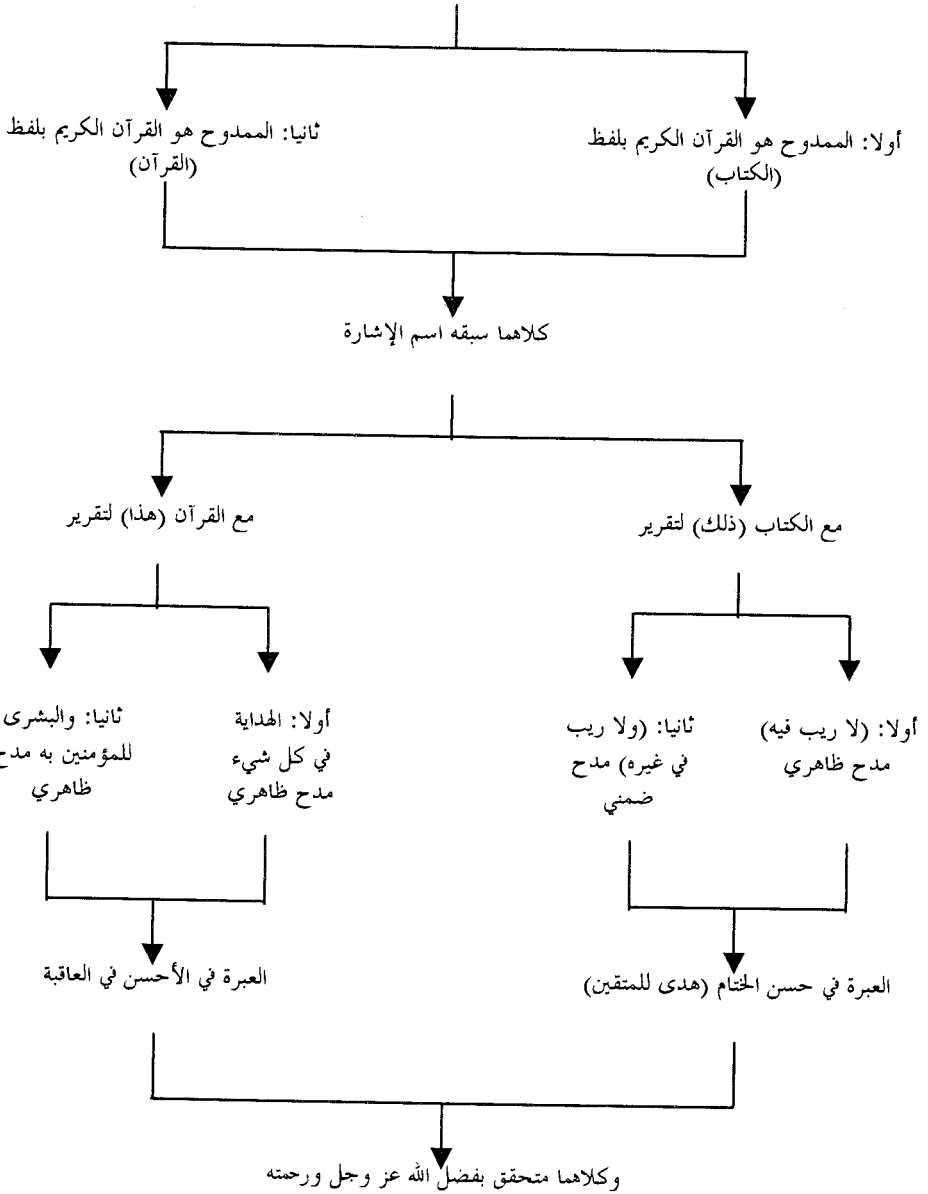 أولا: الممدوح هو القرآن الكريم بلفظ
(الكتاب)
ثانيا: الممدوح هو القرآن الكريم بلفظ
(القرآن)
كلاهما سبقه اسم الإشارة
مع الكتاب (ذلك) لتقرير
مع القرآن (هذا) لتقرير
أولا: (لا ريب فيه)
مدح ظاهري
ثانيا: (ولا ريب
في غيره) مدح
ضمني
أولا: الهداية
في كل شيء
مدح ظاهري
ثانيا: والبشرى
للمؤمنين به مدح
ظاهري
العبرة في حسن الختام (هدى للمتقين)
العبرة في الأحسن في العاقبة
وكلاهما متحقق بفضل الله عز وجل ورحمته